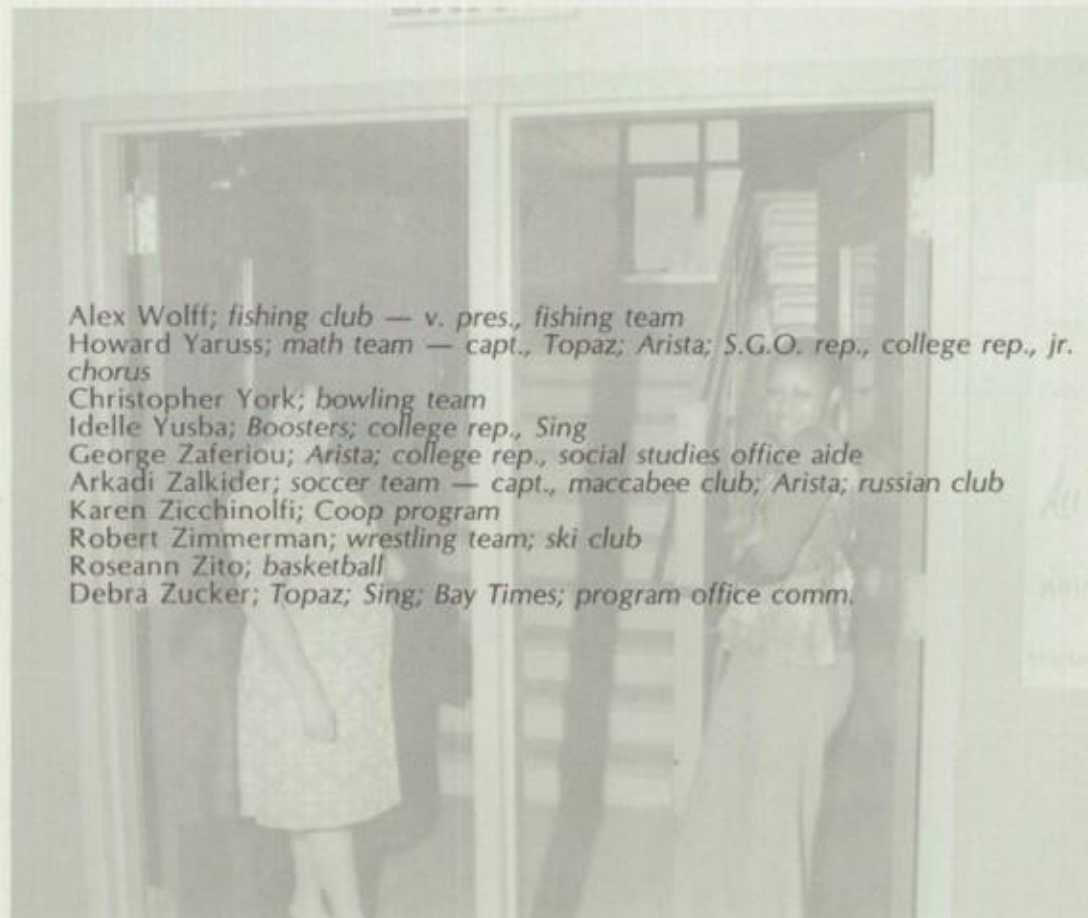 Alex Wolff; fishing club — v. pres., fishing team
Howard Yaruss; math team — capt., Topaz; Arista; S.G.O. rep., college rep., jr.
chorus
Christopher York; bowling team
Idelle Yusba; Boosters; college rep., Sing
George Zaferiou; Arista; college rep., social studies office aide
Arkadi Zalkider; soccer team — capt., maccabee club; Arista; russian club
Karen Zicchinolfi; Coop program
Robert Zimmerman; wrestling team; ski club
Roseann Zito; basketball
Debra Zucker; Topaz; Sing; Bay Times; program office comm.